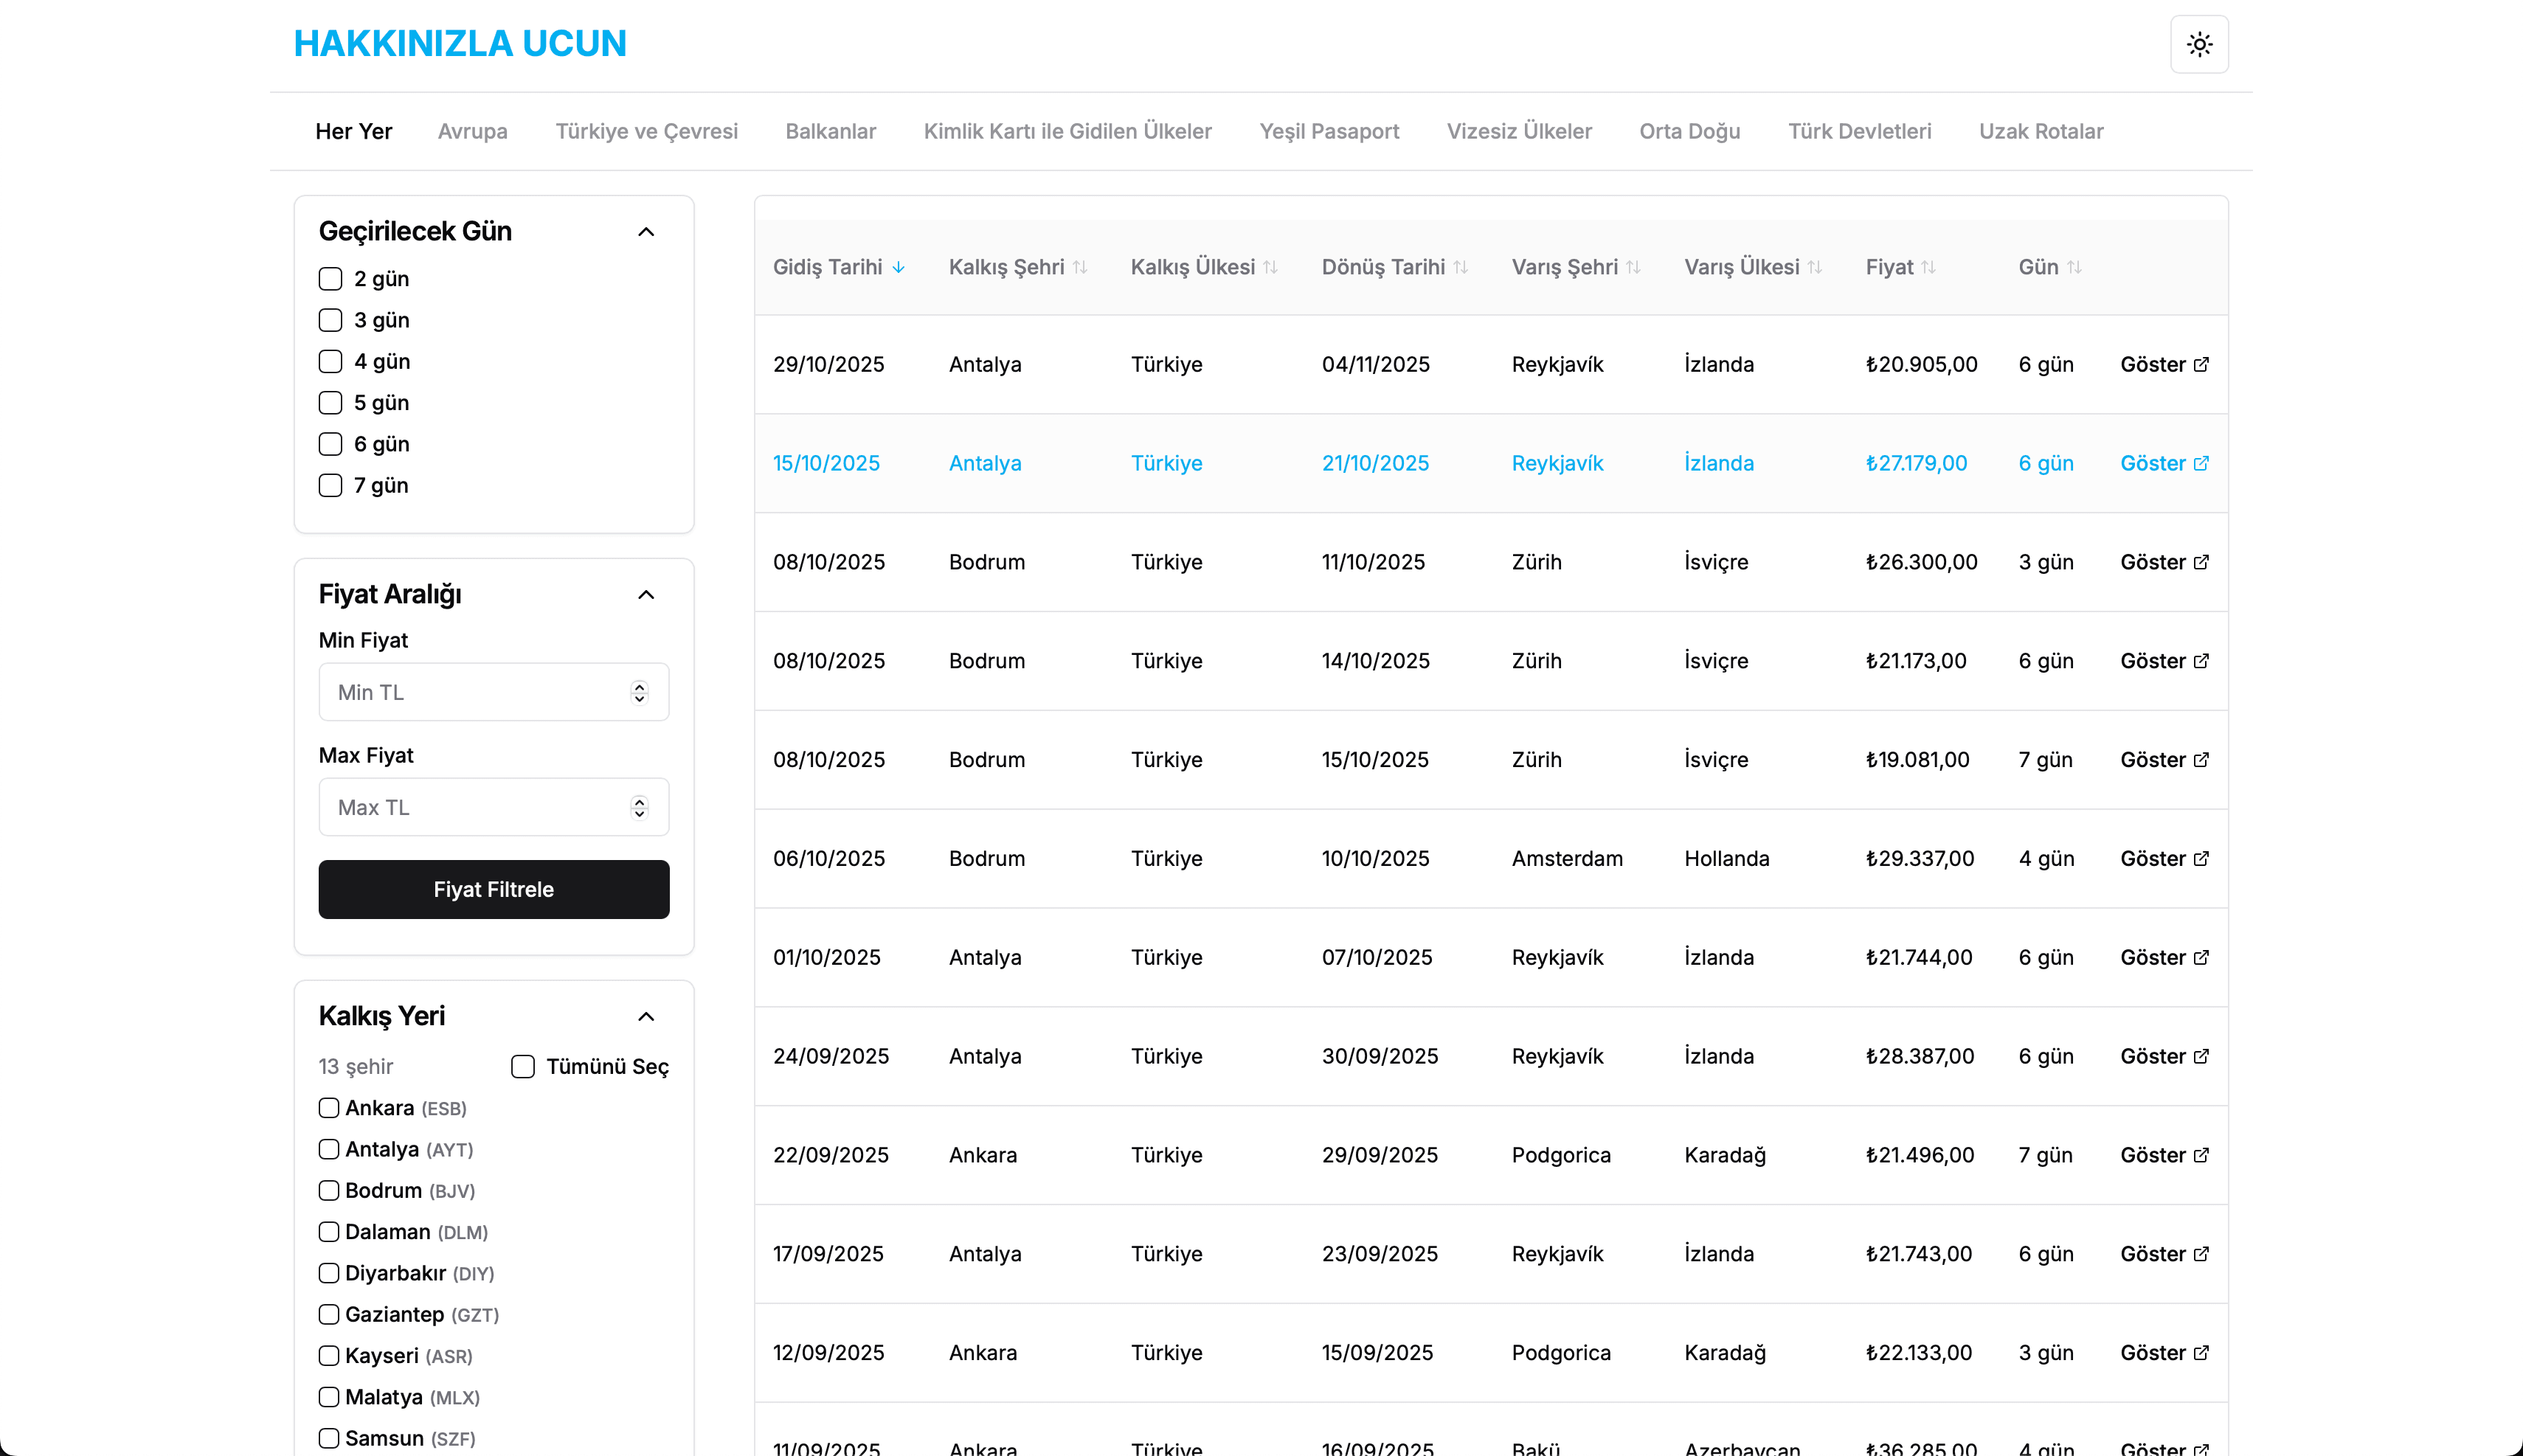 HAKKINIZLA UCUN
Her Yer Avrupa Türkiye ve Çevresi Balkanlar Kimlik Kartı ile Gidilen Ülkeler Yeşil Pasaport Vizesiz Ülkeler Orta Doğu Türk Devletleri Uzak Rotalar
Geçirilecek Gün
2 gün
3 gün
4 gün
5 gün
6 gün
7 gün
Fiyat Aralığı
Min Fiyat
Min TL
Max Fiyat
Max TL
Fiyat Filtrele
Kalkış Yeri
13 şehir Tümünü Seç
Ankara (ESB)
Antalya (AYT)
Bodrum (BJV)
Dalaman (DLM)
Diyarbakır (DIY)
Gaziantep (GZT)
Kayseri (ASR)
Malatya (MLX)
Samsun (SZF)
Gidiş Tarihi Kalkış Şehri Kalkış Ülkesi Dönüş Tarihi Varış Şehri Varış Ülkesi Fiyat Gün
29/10/2025 Antalya Türkiye 04/11/2025 Reykjavík İzlanda ₺20.905,00 6 gün Göster
15/10/2025 Antalya Türkiye 21/10/2025 Reykjavík İzlanda ₺27.179,00 6 gün Göster
08/10/2025 Bodrum Türkiye 11/10/2025 Zürih İsviçre ₺26.300,00 3 gün Göster
08/10/2025 Bodrum Türkiye 14/10/2025 Zürih İsviçre ₺21.173,00 6 gün Göster
08/10/2025 Bodrum Türkiye 15/10/2025 Zürih İsviçre ₺19.081,00 7 gün Göster
06/10/2025 Bodrum Türkiye 10/10/2025 Amsterdam Hollanda ₺29.337,00 4 gün Göster
01/10/2025 Antalya Türkiye 07/10/2025 Reykjavík İzlanda ₺21.744,00 6 gün Göster
24/09/2025 Antalya Türkiye 30/09/2025 Reykjavík İzlanda ₺28.387,00 6 gün Göster
22/09/2025 Ankara Türkiye 29/09/2025 Podgorica Karadağ ₺21.496,00 7 gün Göster
17/09/2025 Antalya Türkiye 23/09/2025 Reykjavík İzlanda ₺21.743,00 6 gün Göster
12/09/2025 Ankara Türkiye 15/09/2025 Podgorica Karadağ ₺22.133,00 3 gün Göster
11/09/2025 Ankara Türkiye 16/09/2025 Bakü Azerbaycan ₺36.285,00 4 gün Göster